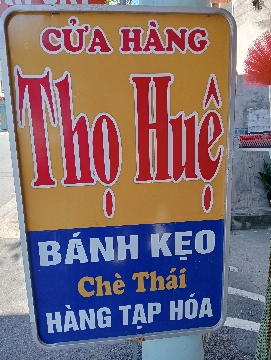 CỬA HÀNG
Thọ Huệ
BÁNH KẸO
Chè Thái
HÀNG TẠP HÓA